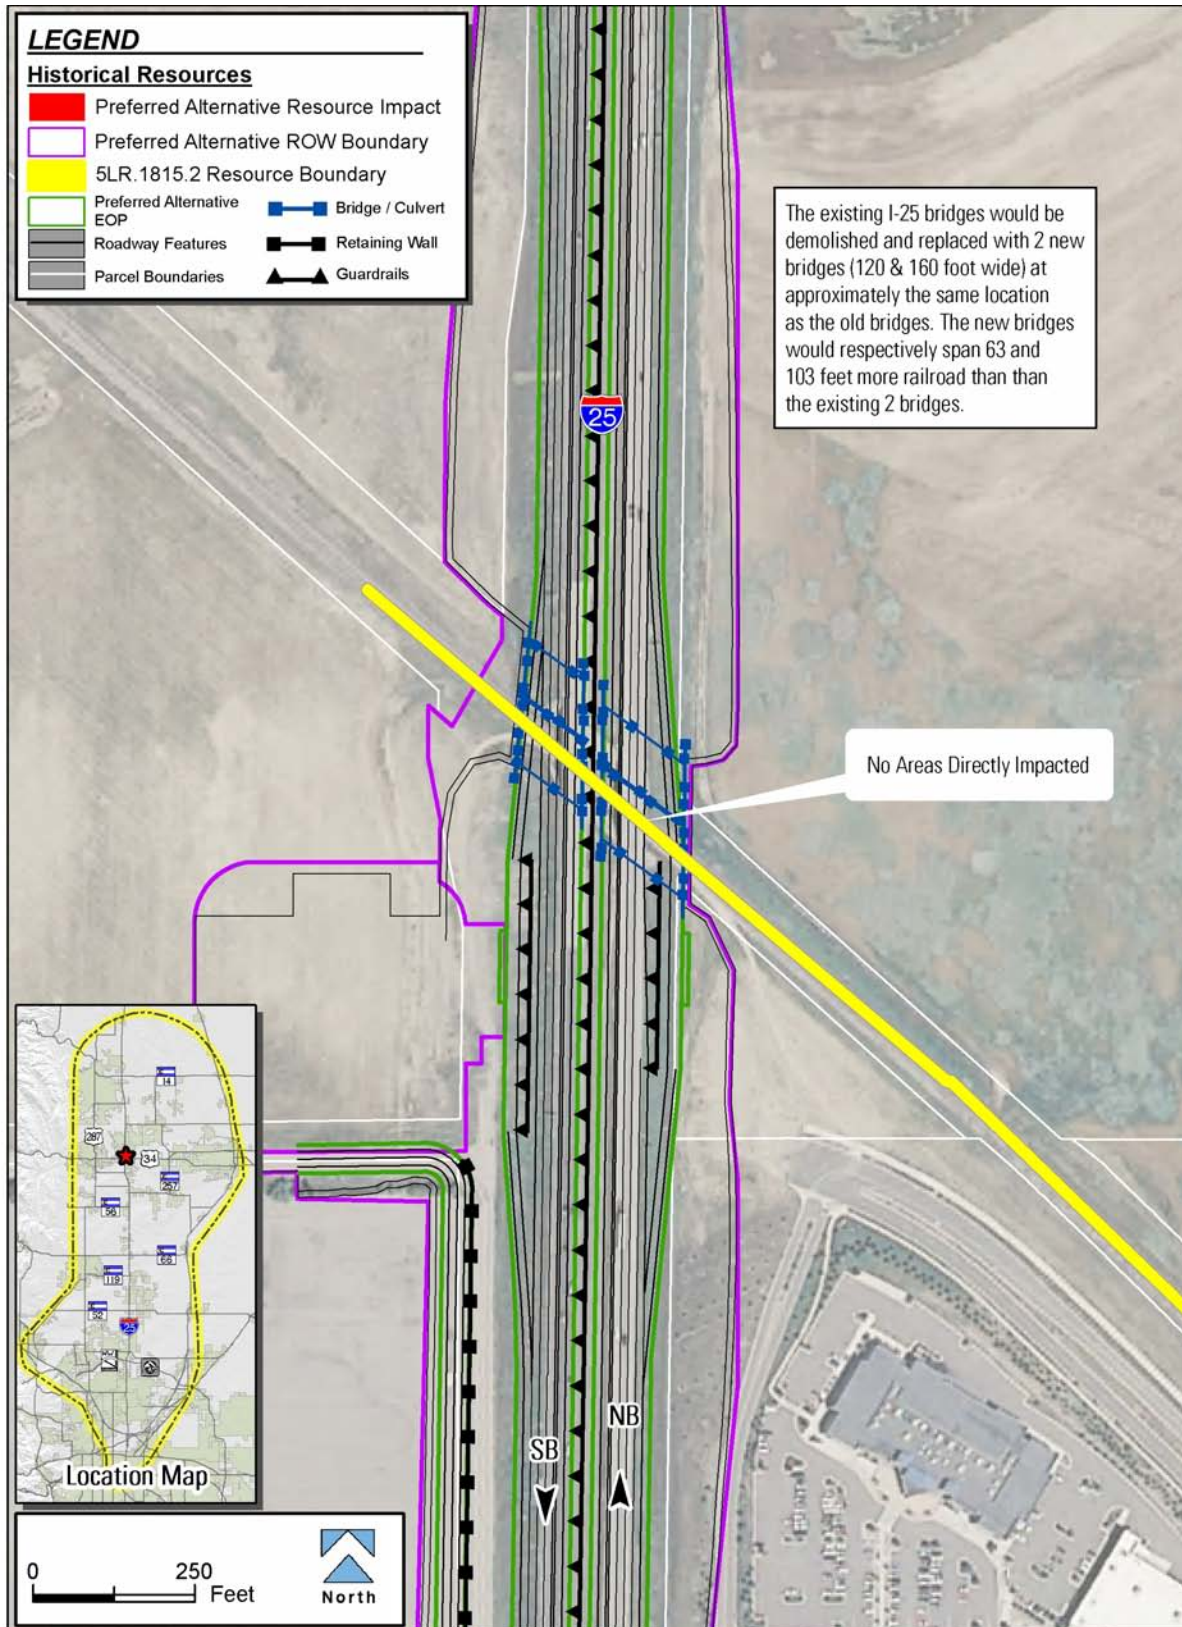 LEGEND
Historical Resources
Preferred Alternative Resource Impact
Preferred Alternative ROW Boundary
5LR.1815.2 Resource Boundary
Preferred Alternative
EOP
Bridge / Culvert
Roadway Features
Retaining Wall
Parcel Boundaries
Guardrails
The existing I-25 bridges would be
demolished and replaced with 2 new
bridges (120 & 160 foot wide) at
approximately the same location
as the old bridges. The new bridges
would respectively span 63 and
103 feet more railroad than than
the existing 2 bridges.
25
No Areas Directly Impacted
14
287
34
257
56
66
119
52
25
Location Map
SB
NB
0
250
Feet
North